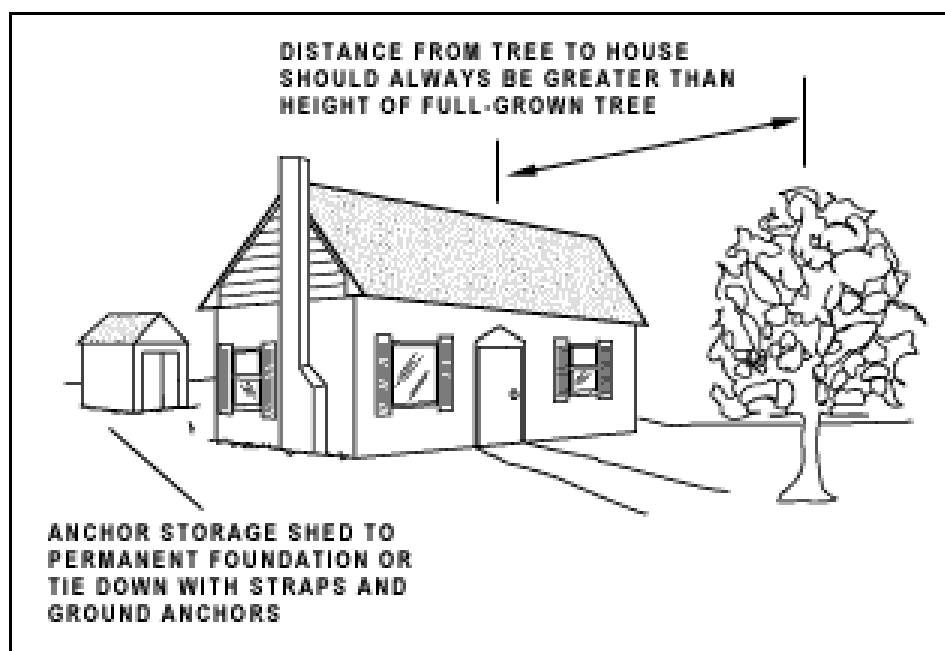 DISTANCE FROM TREE TO HOUSE
SHOULD ALWAYS BE GREATER THAN
HEIGHT OF FULL-GROWN TREE
ANCHOR STORAGE SHED TO
PERMANENT FOUNDATION OR
TIE DOWN WITH STRAPS AND
GROUND ANCHORS